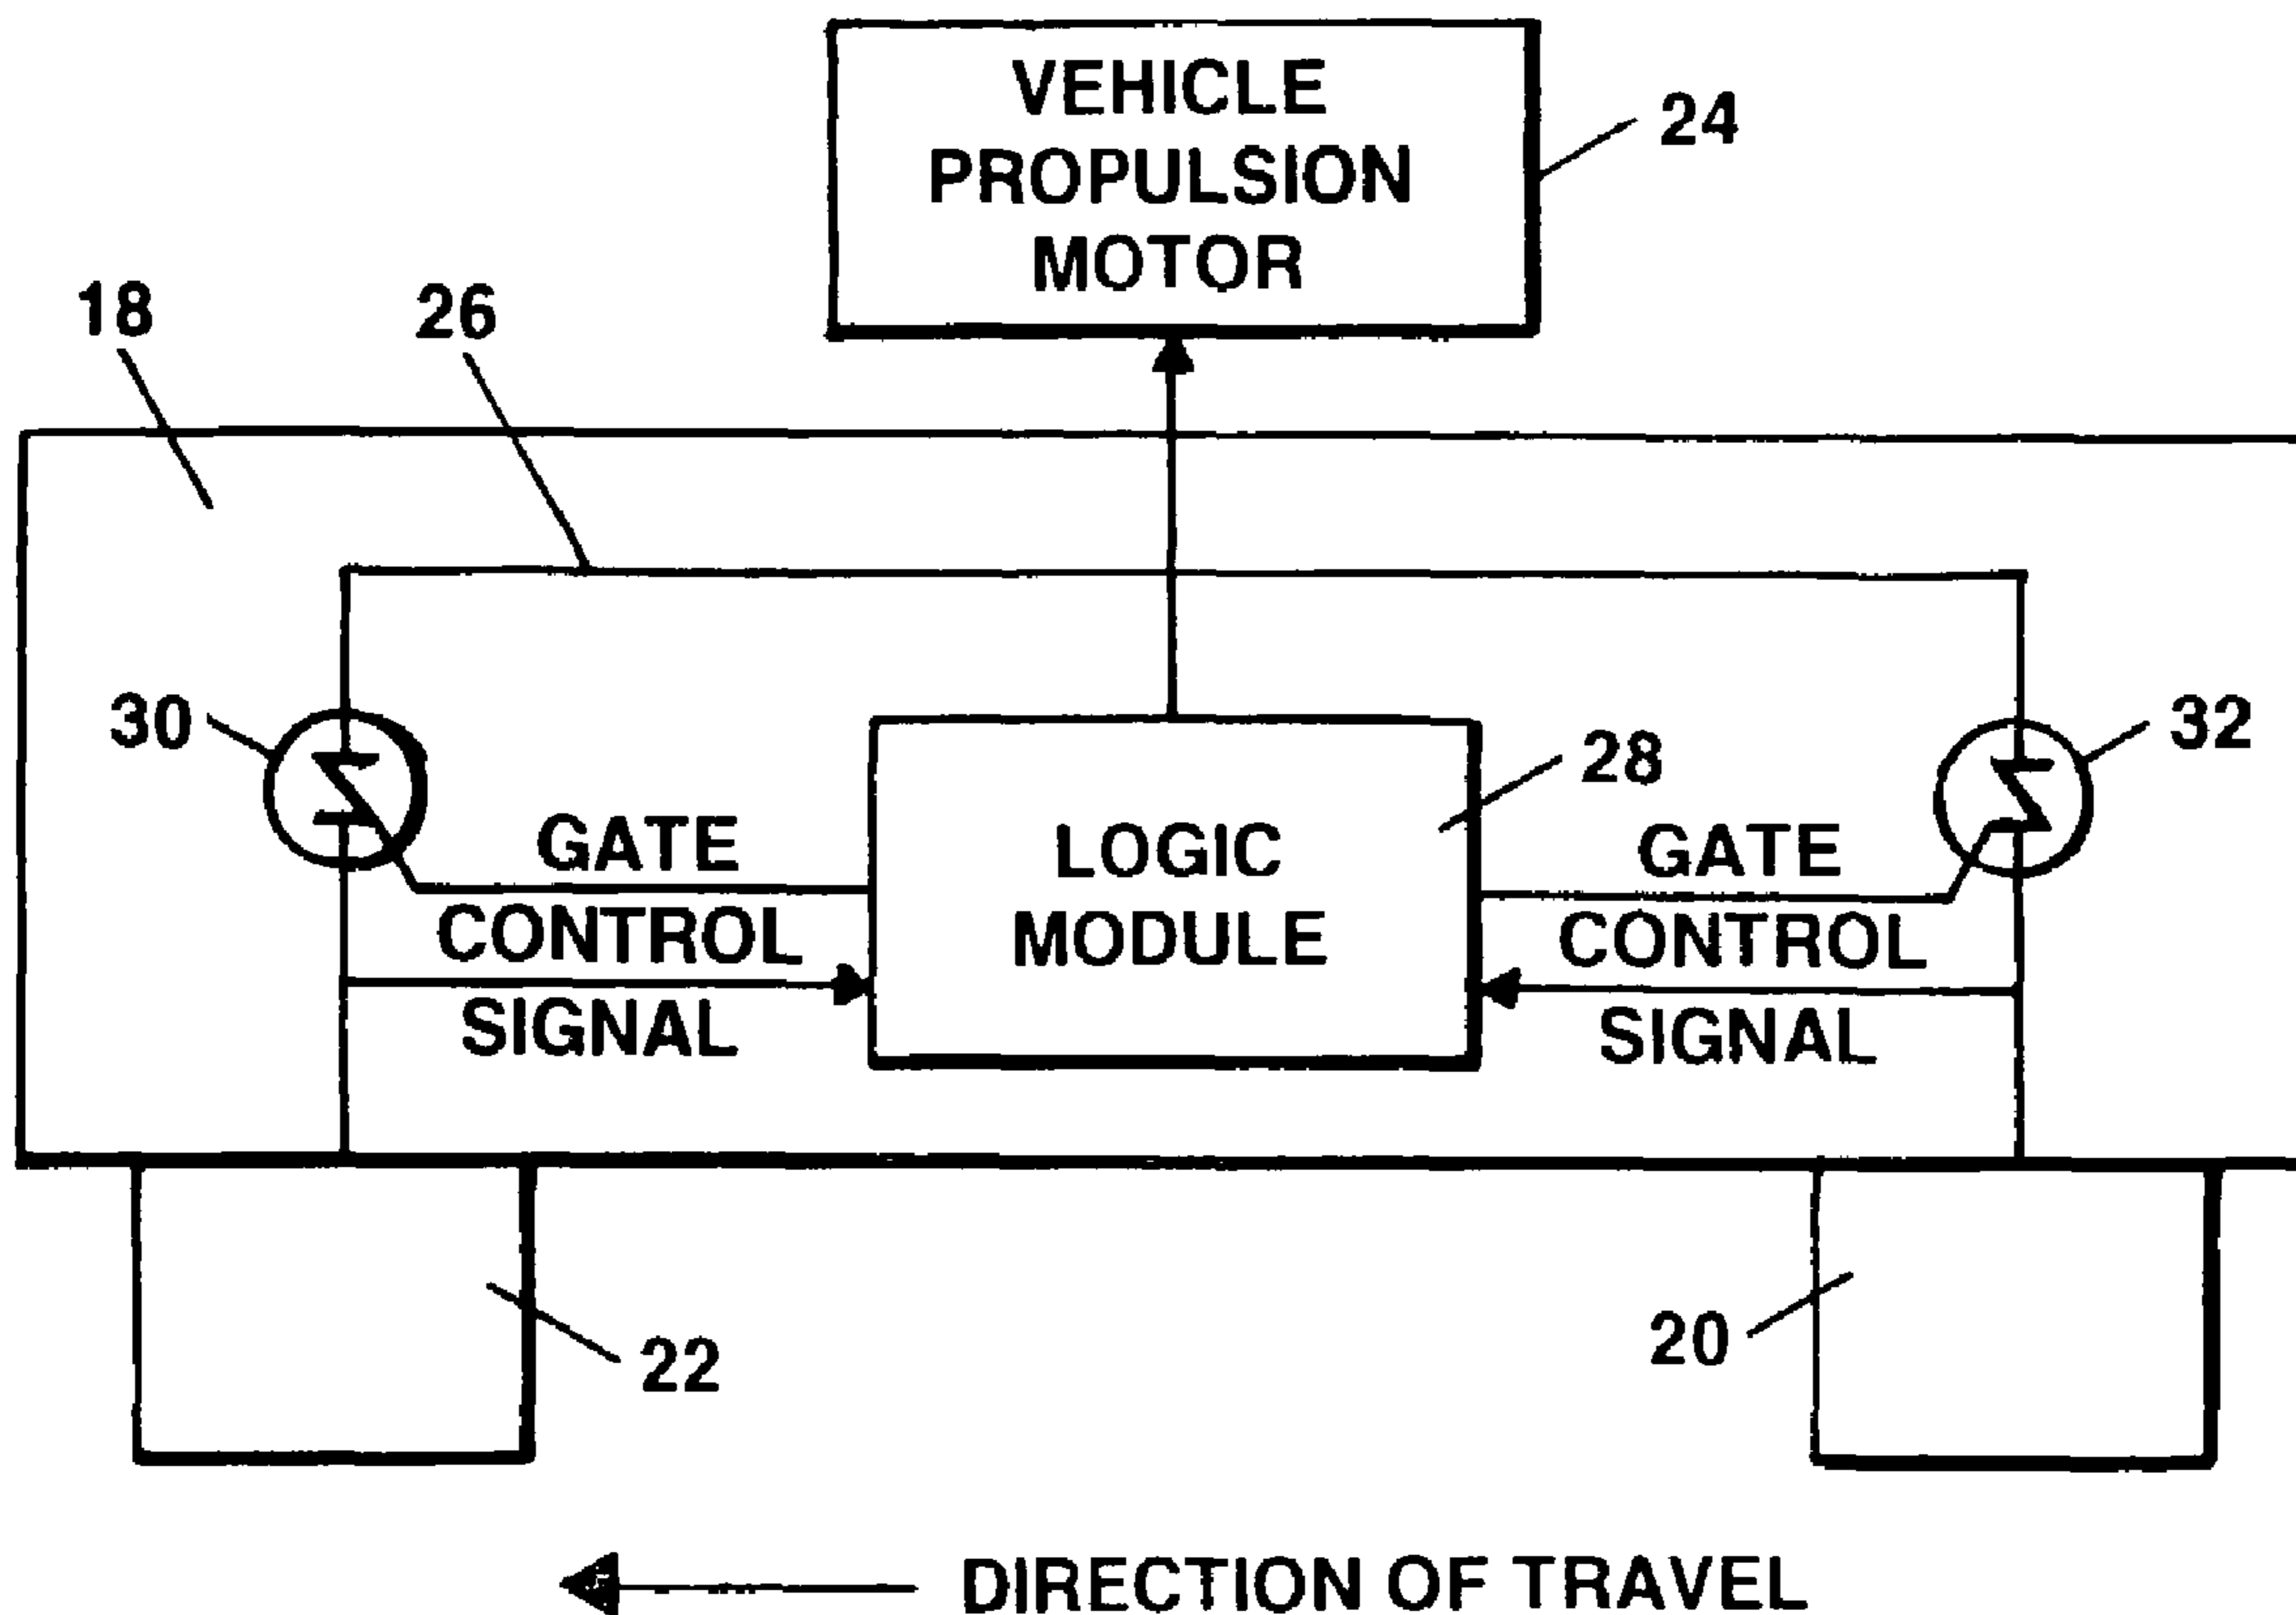 VEHICLE
PROPULSION
MOTOR
24
18
26
30
32
28
GATE
CONTROL
SIGNAL
LOGIC
MODULE
GATE
CONTROL
SIGNAL
22
20
DIRECTION OF TRAVEL